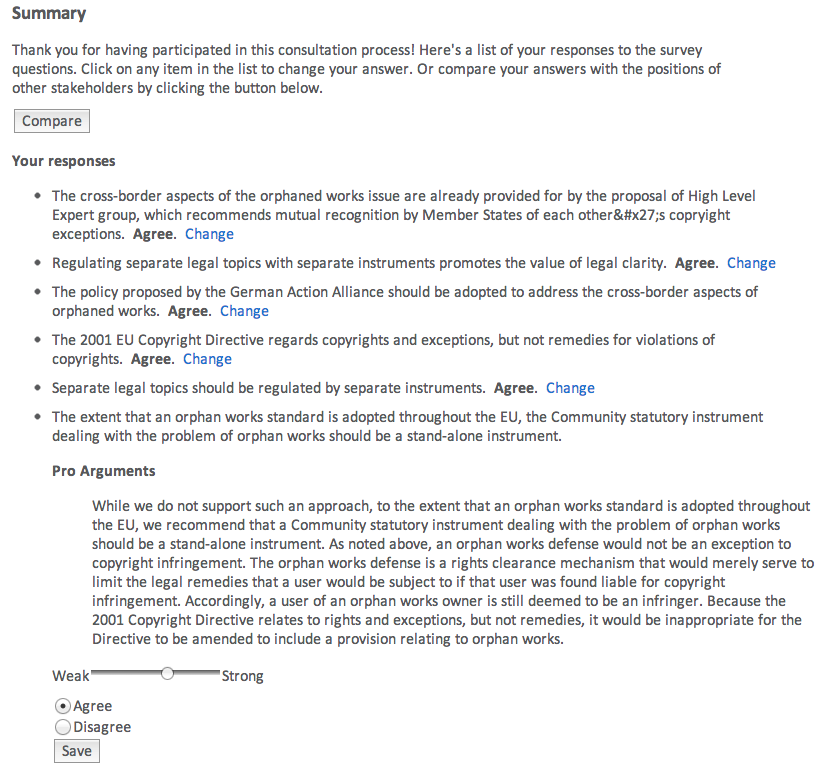 Summary
Thank you for having participated in this consultation process! Here's a list of your responses to the survey
questions. Click on any item in the list to change your answer. Or compare your answers with the positions of
other stakeholders by clicking the button below.
Compare
Your responses
• The cross-border aspects of the orphaned works issue are already provided for by the proposal of High Level
Expert group, which recommends mutual recognition by Member States of each other&#x27;s copryight
exceptions. Agree. Change
• Regulating separate legal topics with separate instruments promotes the value of legal clarity. Agree. Change
• The policy proposed by the German Action Alliance should be adopted to address the cross-border aspects of
orphaned works. Agree. Change
• The 2001 EU Copyright Directive regards copyrights and exceptions, but not remedies for violations of
copyrights. Agree. Change
• Separate legal topics should be regulated by separate instruments. Agree. Change
• The extent that an orphan works standard is adopted throughout the EU, the Community statutory instrument
dealing with the problem of orphan works should be a stand-alone instrument.
Pro Arguments
While we do not support such an approach, to the extent that an orphan works standard is adopted throughout
the EU, we recommend that a Community statutory instrument dealing with the problem of orphan works
should be a stand-alone instrument. As noted above, an orphan works defense would not be an exception to
copyright infringement. The orphan works defense is a rights clearance mechanism that would merely serve to
limit the legal remedies that a user would be subject to if that user was found liable for copyright
infringement. Accordingly, a user of an orphan works owner is still deemed to be an infringer. Because the
2001 Copyright Directive relates to rights and exceptions, but not remedies, it would be inappropriate for the
Directive to be amended to include a provision relating to orphan works.
Weak Strong
Agree
Disagree
Save